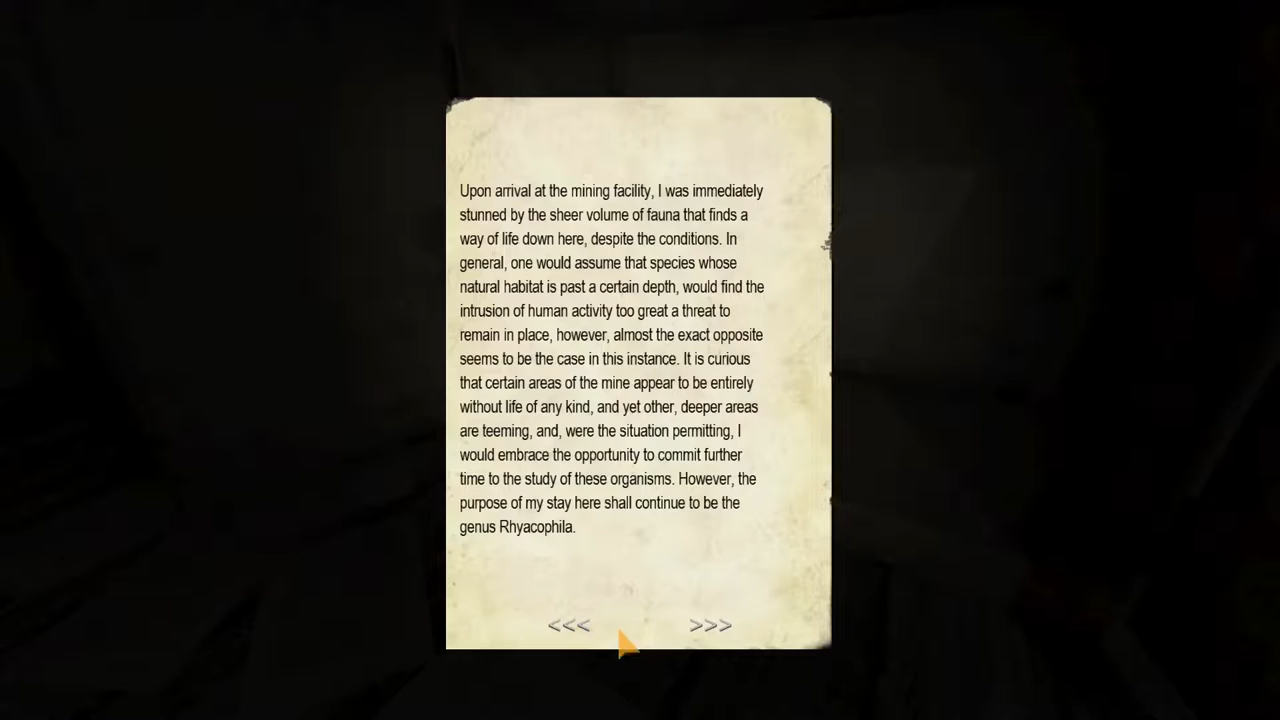 Upon arrival at the mining facility, I was immediately
stunned by the sheer volume of fauna that finds a
way of life down here, despite the conditions. In
general, one would assume that species whose
natural habitat is past a certain depth, would find the
intrusion of human activity too great a threat to
remain in place, however, almost the exact opposite
seems to be the case in this instance. It is curious
that certain areas of the mine appear to be entirely
without life of any kind, and yet other, deeper areas
are teeming, and, were the situation permitting, I
would embrace the opportunity to commit further
time to the study of these organisms. However, the
purpose of my stay here shall continue to be the
genus Rhyacophila.
<<< >>>